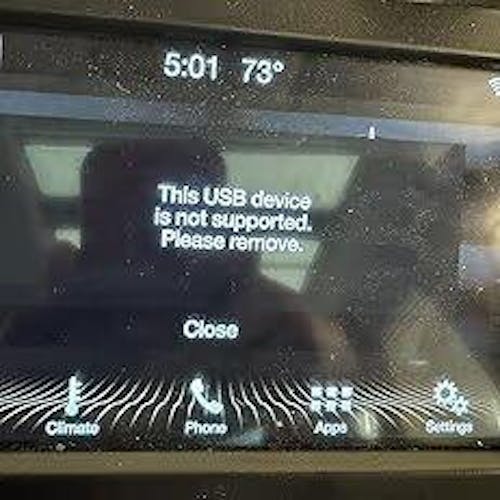 5:01 73°
This USB device
is not supported.
Please remove.
Close
Climate Phone Apps Settings